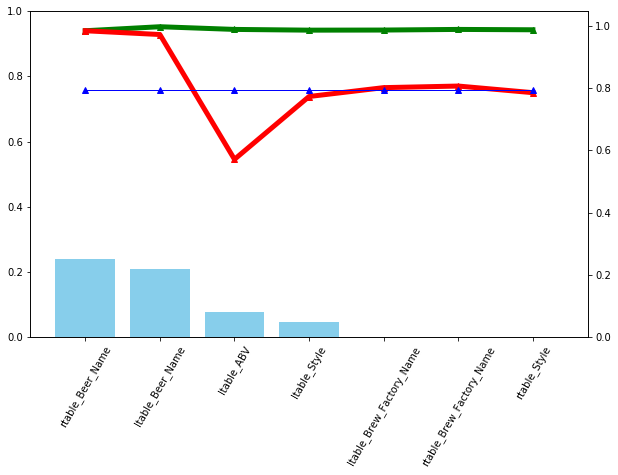 1.0
0.8
0.6
0.4
0.2
0.0
1.0
0.8
0.6
0.4
0.2
0.0
rtable_Beer_Name
ltable_Beer_Name
ltable_ABV
ltable_Style
ltable_Brew_Factory_Name
rtable_Brew_Factory_Name
rtable_Style